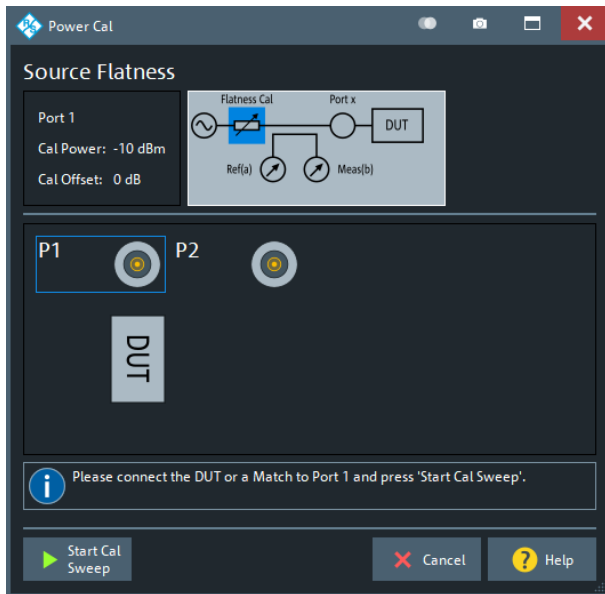 Power Cal
Source Flatness
Port 1
Cal Power: -10 dBm
Cal Offset: 0 dB
Flatness Cal
Port x
DUT
Ref(a)
Meas(b)
P1
P2
DUT
Please connect the DUT or a Match to Port 1 and press 'Start Cal Sweep'.
Start Cal
Sweep
Cancel
Help